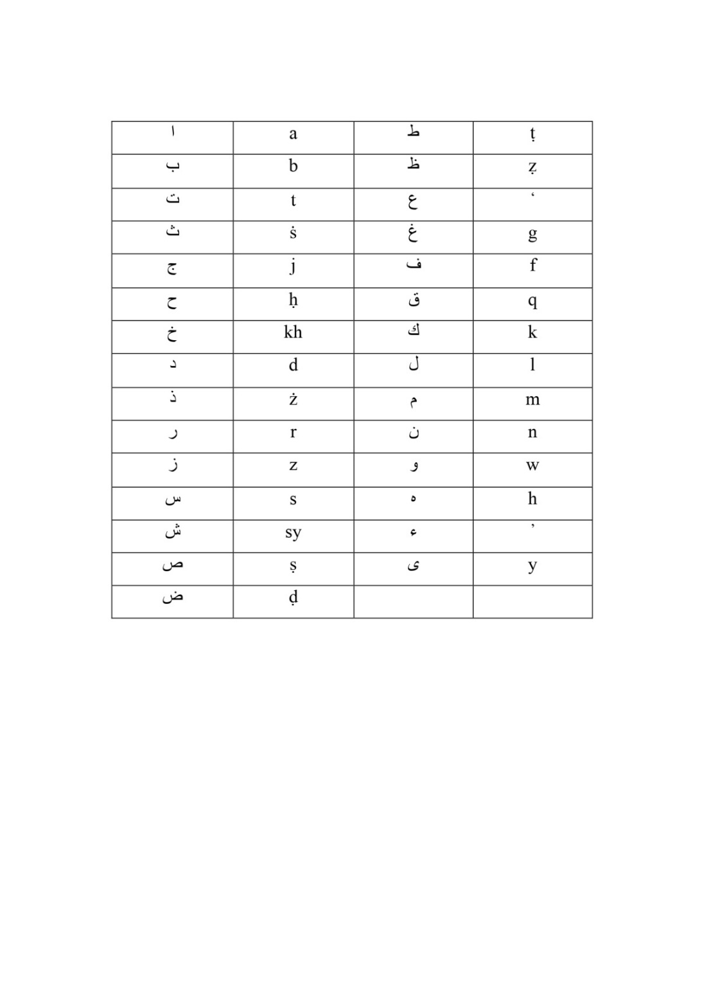 ا a ط ṭ
ب b ظ ẓ
ت t ع ‘
ث ṡ غ g
ج j ف f
ح ḥ ق q
خ kh ك k
د d ل l
ذ ż م m
ر r ن n
ز z و w
س s ه h
ش sy ء ’
ص ṣ ى y
ض ḍ